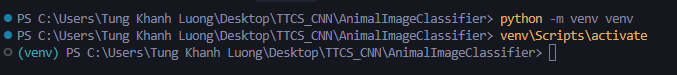 PS C:\Users\Tung Khanh Luong\Desktop\TTCS_CNN\AnimalImageClassifier> python -m venv venv
PS C:\Users\Tung Khanh Luong\Desktop\TTCS_CNN\AnimalImageClassifier> venv\Scripts\activate
(venv) PS C:\Users\Tung Khanh Luong\Desktop\TTCS_CNN\AnimalImageClassifier>